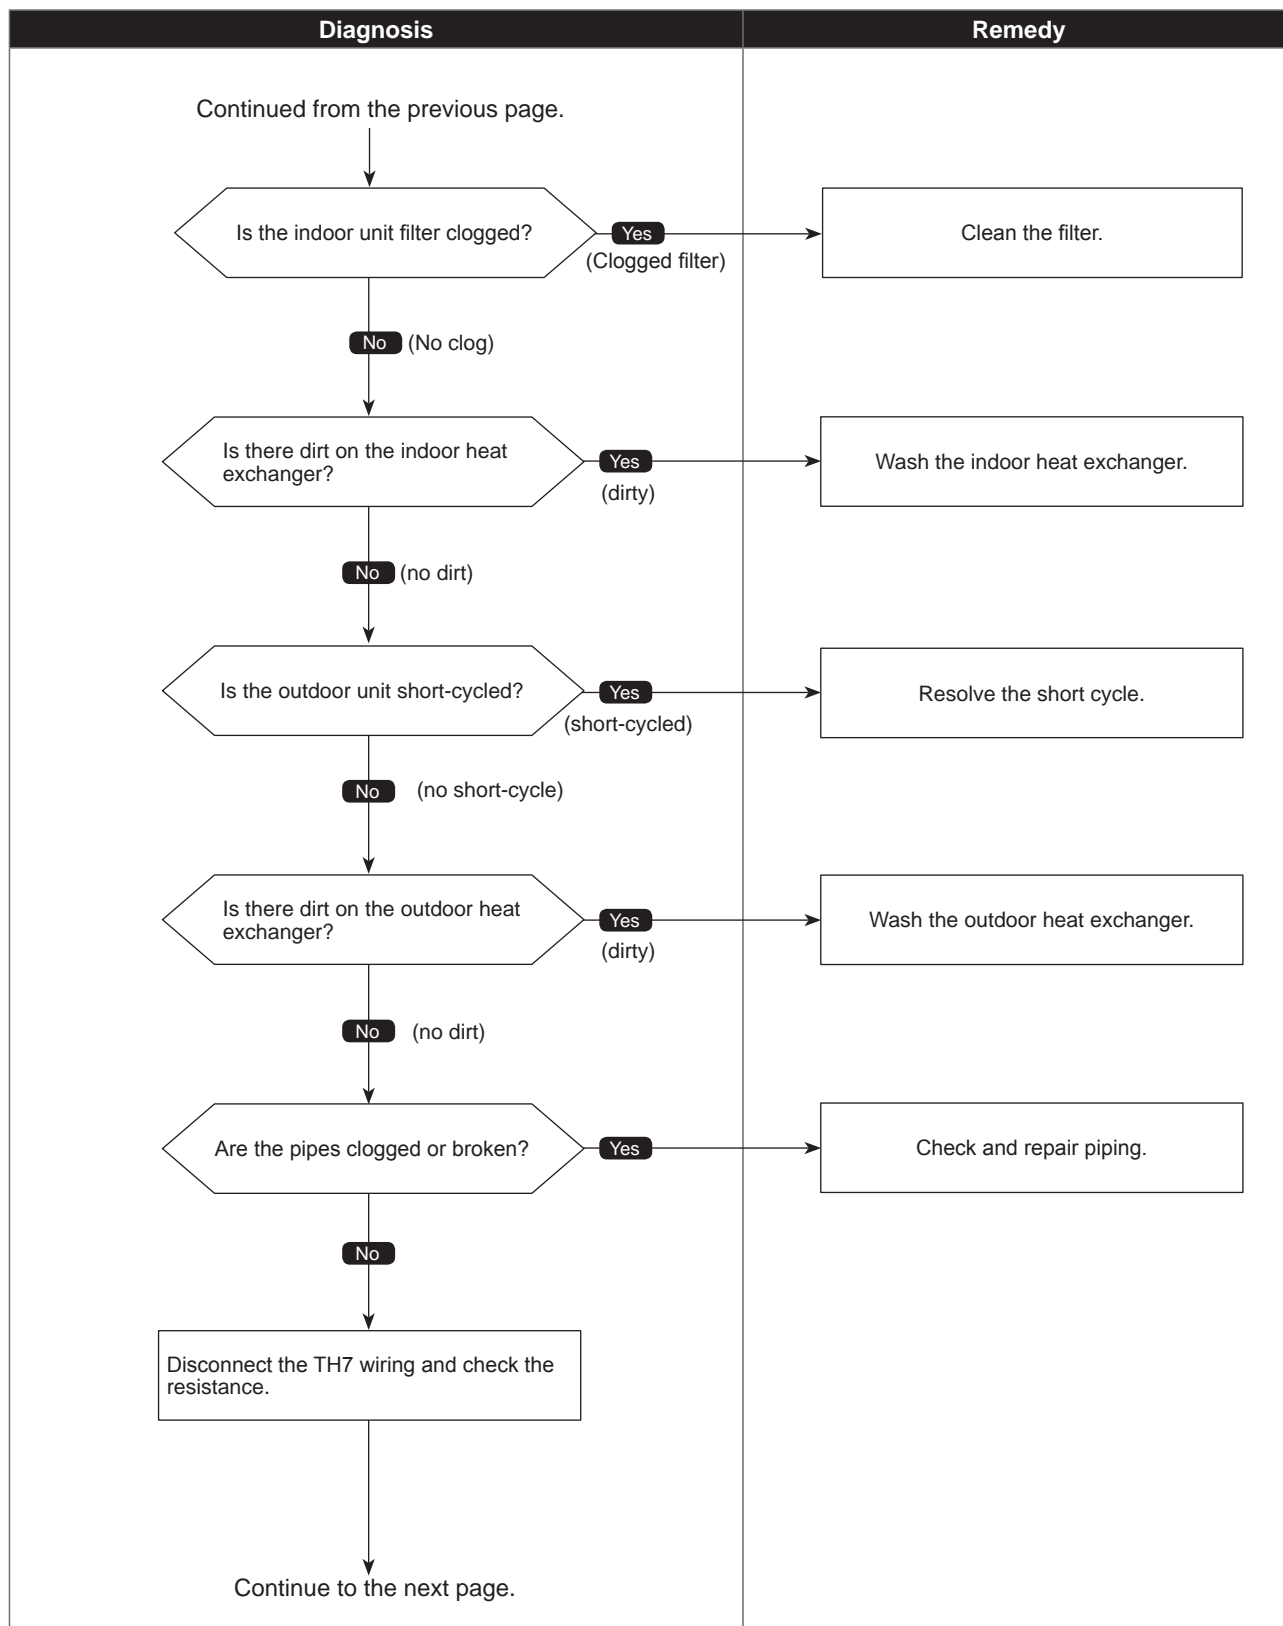 Diagnosis
Remedy
Continued from the previous page.
Is the indoor unit filter clogged?
Yes
(Clogged filter)
Clean the filter.
No (No clog)
Is there dirt on the indoor heat
exchanger?
Yes
(dirty)
Wash the indoor heat exchanger.
No (no dirt)
Is the outdoor unit short-cycled?
Yes
(short-cycled)
Resolve the short cycle.
No (no short-cycle)
Is there dirt on the outdoor heat
exchanger?
Yes
(dirty)
Wash the outdoor heat exchanger.
No (no dirt)
Are the pipes clogged or broken?
Yes
Check and repair piping.
No
Disconnect the TH7 wiring and check the
resistance.
Continue to the next page.